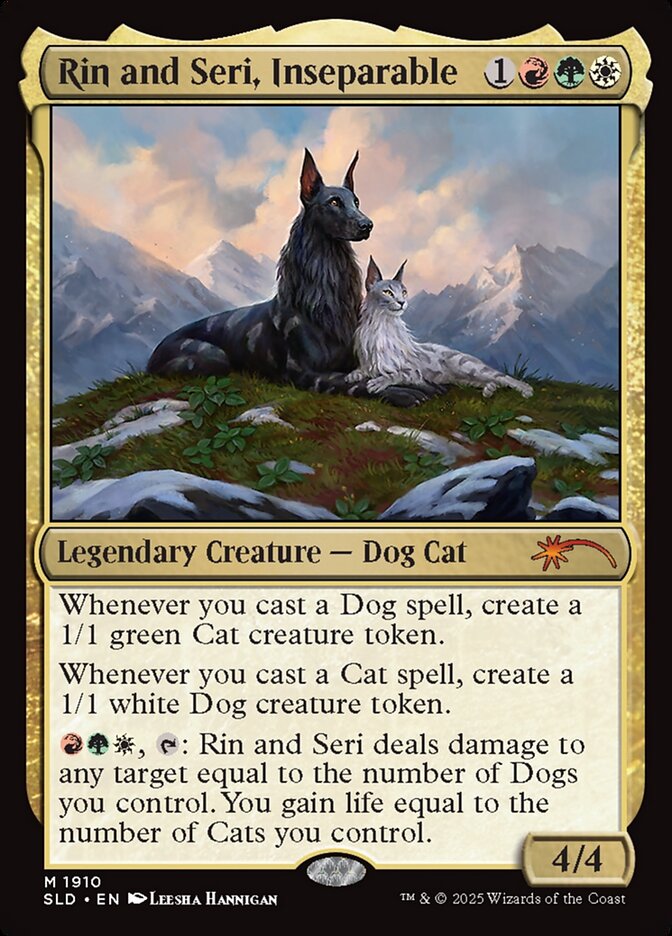 Rin and Seri, Inseparable 1
Legendary Creature — Dog Cat
Whenever you cast a Dog spell, create a
1/1 green Cat creature token.
Whenever you cast a Cat spell, create a
1/1 white Dog creature token.
, : Rin and Seri deals damage to
any target equal to the number of Dogs
you control. You gain life equal to the
number of Cats you control.
4/4
M 1910
SLD • EN Leesha Hannigan
™ & © 2025 Wizards of the Coast